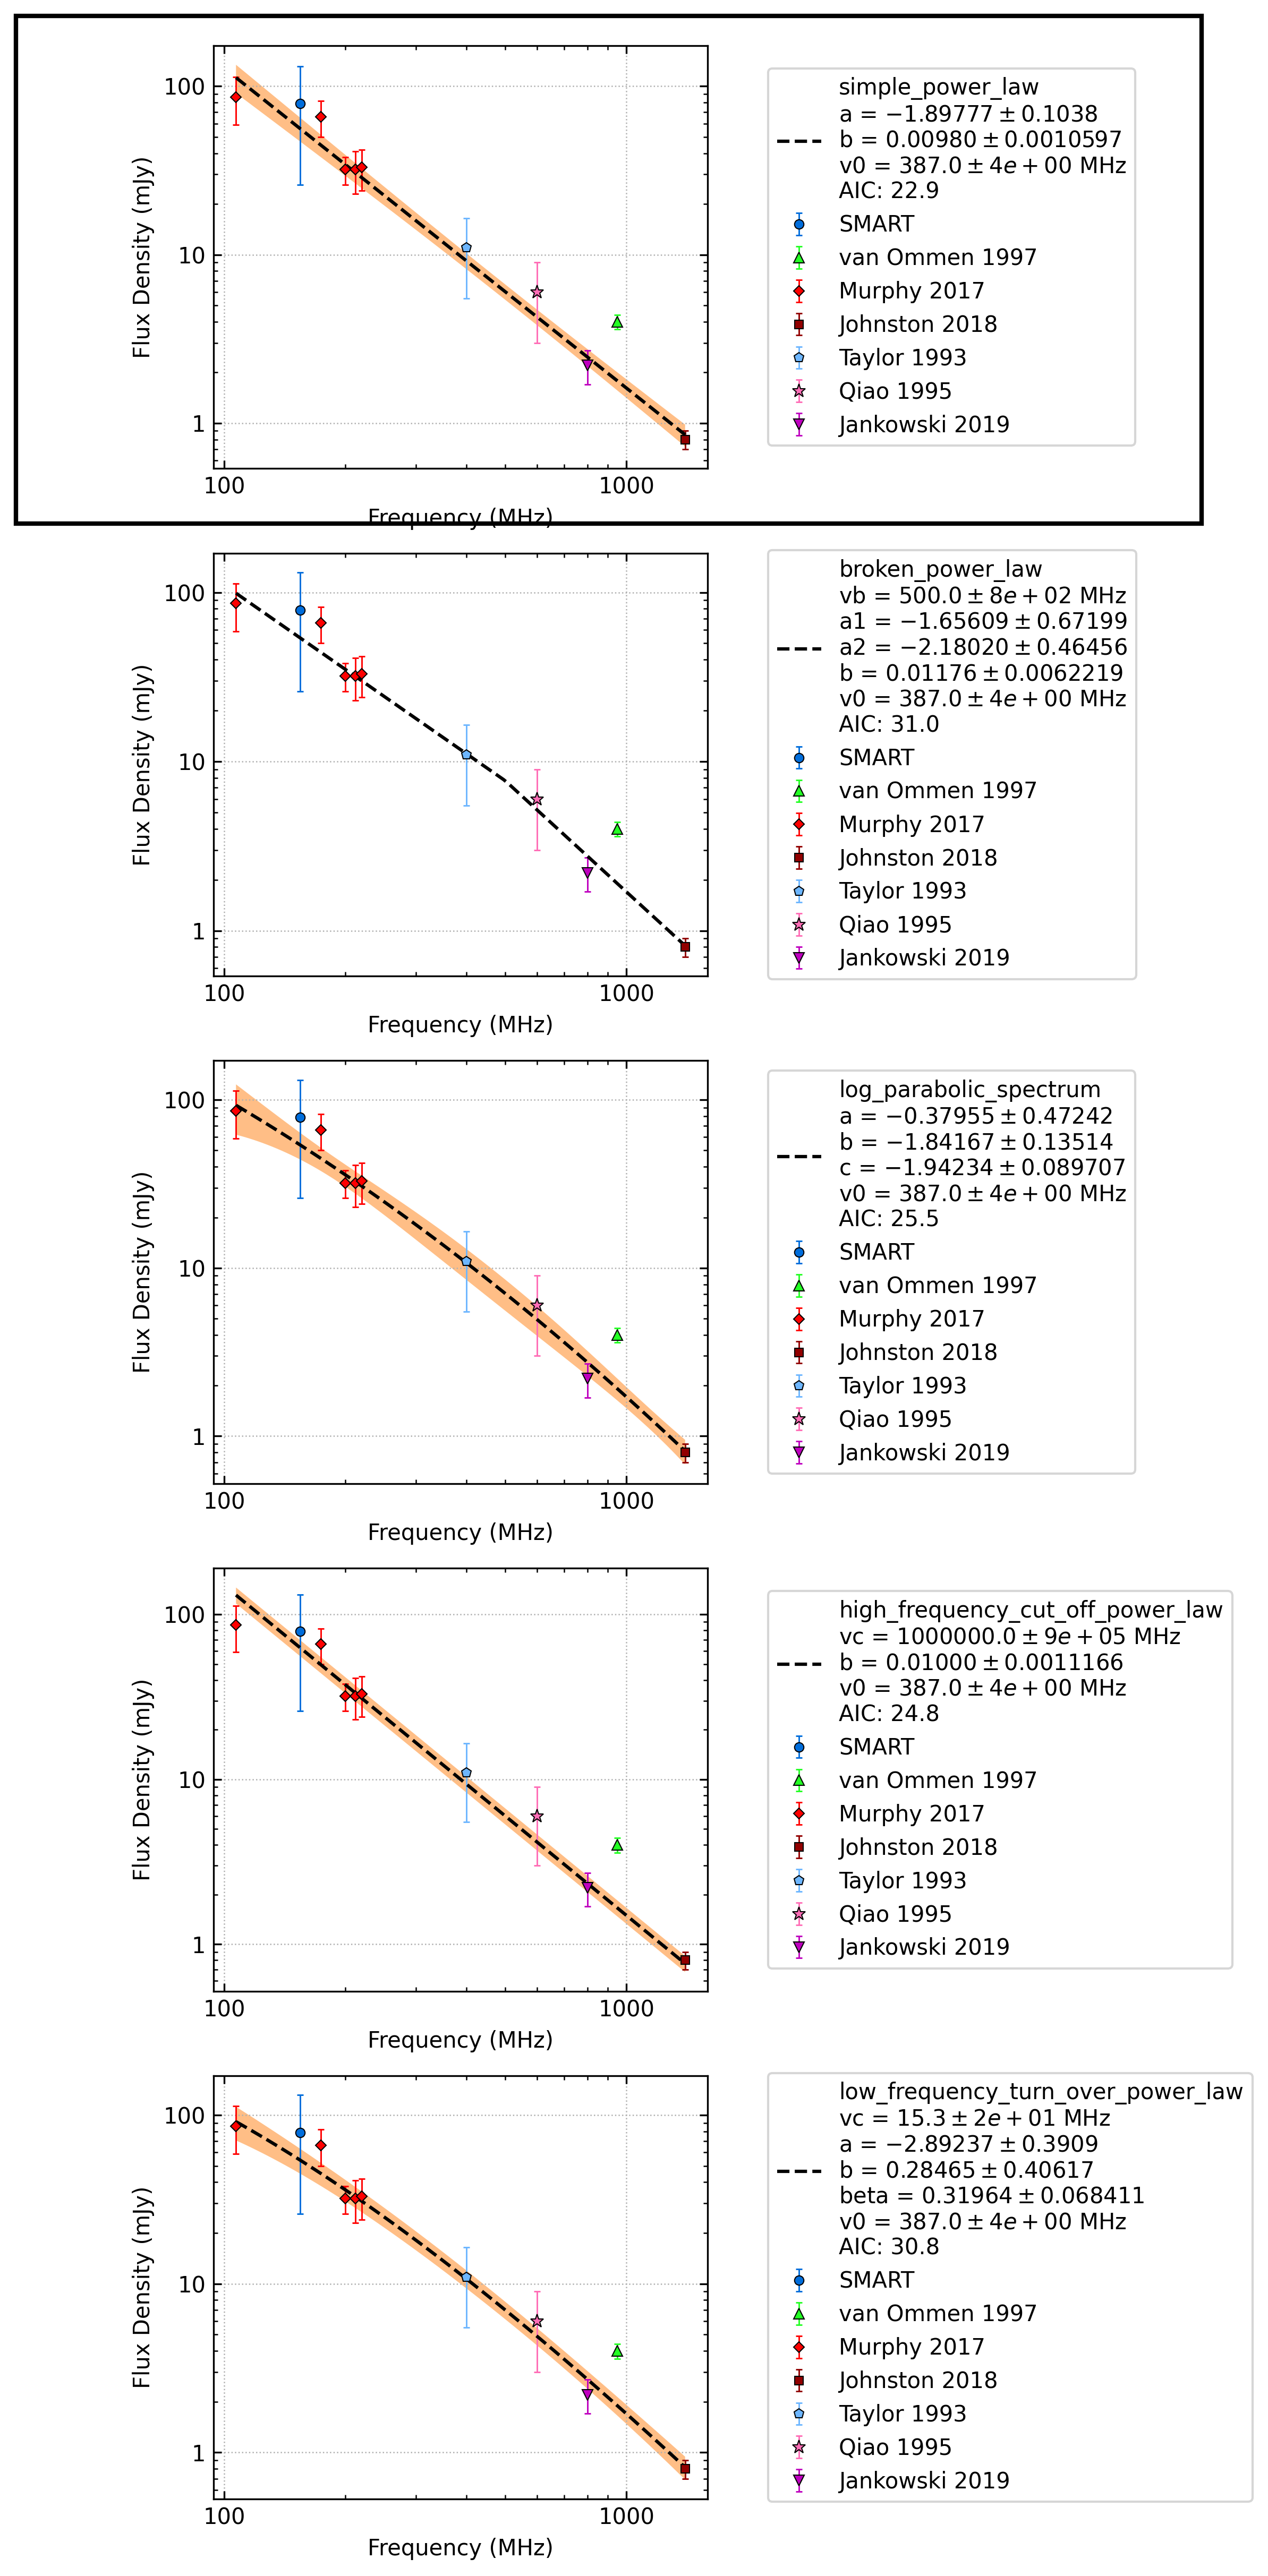 100
10
1
Flux Density (mJy)
100
1000
Frequency (MHz)
simple_power_law
a = −1.89777 ± 0.1038
b = 0.00980 ± 0.0010597
v0 = 387.0 ± 4e + 00 MHz
AIC: 22.9
SMART
van Ommen 1997
Murphy 2017
Johnston 2018
Taylor 1993
Qiao 1995
Jankowski 2019
100
10
1
Flux Density (mJy)
100
1000
Frequency (MHz)
broken_power_law
vb = 500.0 ± 8e + 02 MHz
a1 = −1.65609 ± 0.67199
a2 = −2.18020 ± 0.46456
b = 0.01176 ± 0.0062219
v0 = 387.0 ± 4e + 00 MHz
AIC: 31.0
SMART
van Ommen 1997
Murphy 2017
Johnston 2018
Taylor 1993
Qiao 1995
Jankowski 2019
100
10
1
Flux Density (mJy)
100
1000
Frequency (MHz)
log_parabolic_spectrum
a = −0.37955 ± 0.47242
b = −1.84167 ± 0.13514
c = −1.94234 ± 0.089707
v0 = 387.0 ± 4e + 00 MHz
AIC: 25.5
SMART
van Ommen 1997
Murphy 2017
Johnston 2018
Taylor 1993
Qiao 1995
Jankowski 2019
100
10
1
Flux Density (mJy)
100
1000
Frequency (MHz)
high_frequency_cut_off_power_law
vc = 1000000.0 ± 9e + 05 MHz
b = 0.01000 ± 0.0011166
v0 = 387.0 ± 4e + 00 MHz
AIC: 24.8
SMART
van Ommen 1997
Murphy 2017
Johnston 2018
Taylor 1993
Qiao 1995
Jankowski 2019
100
10
1
Flux Density (mJy)
100
1000
Frequency (MHz)
low_frequency_turn_over_power_law
vc = 15.3 ± 2e + 01 MHz
a = −2.89237 ± 0.3909
b = 0.28465 ± 0.40617
beta = 0.31964 ± 0.068411
v0 = 387.0 ± 4e + 00 MHz
AIC: 30.8
SMART
van Ommen 1997
Murphy 2017
Johnston 2018
Taylor 1993
Qiao 1995
Jankowski 2019